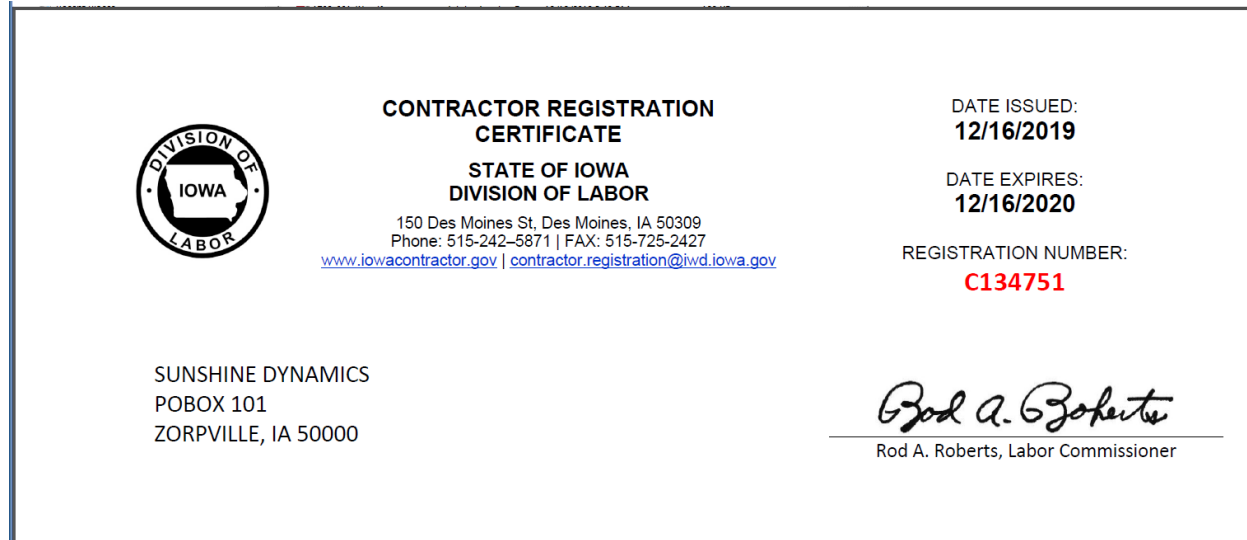 DIVISION OF
IOWA
LABOR
CONTRACTOR REGISTRATION
CERTIFICATE
STATE OF IOWA
DIVISION OF LABOR
150 Des Moines St, Des Moines, IA 50309
Phone: 515-242–5871 | FAX: 515-725-2427
www.iowacontractor.gov | contractor.registration@iwd.iowa.gov
DATE ISSUED:
12/16/2019
DATE EXPIRES:
12/16/2020
REGISTRATION NUMBER:
C134751
SUNSHINE DYNAMICS
POBOX 101
ZORPVILLE, IA 50000
Rod A. Roberts
Rod A. Roberts, Labor Commissioner